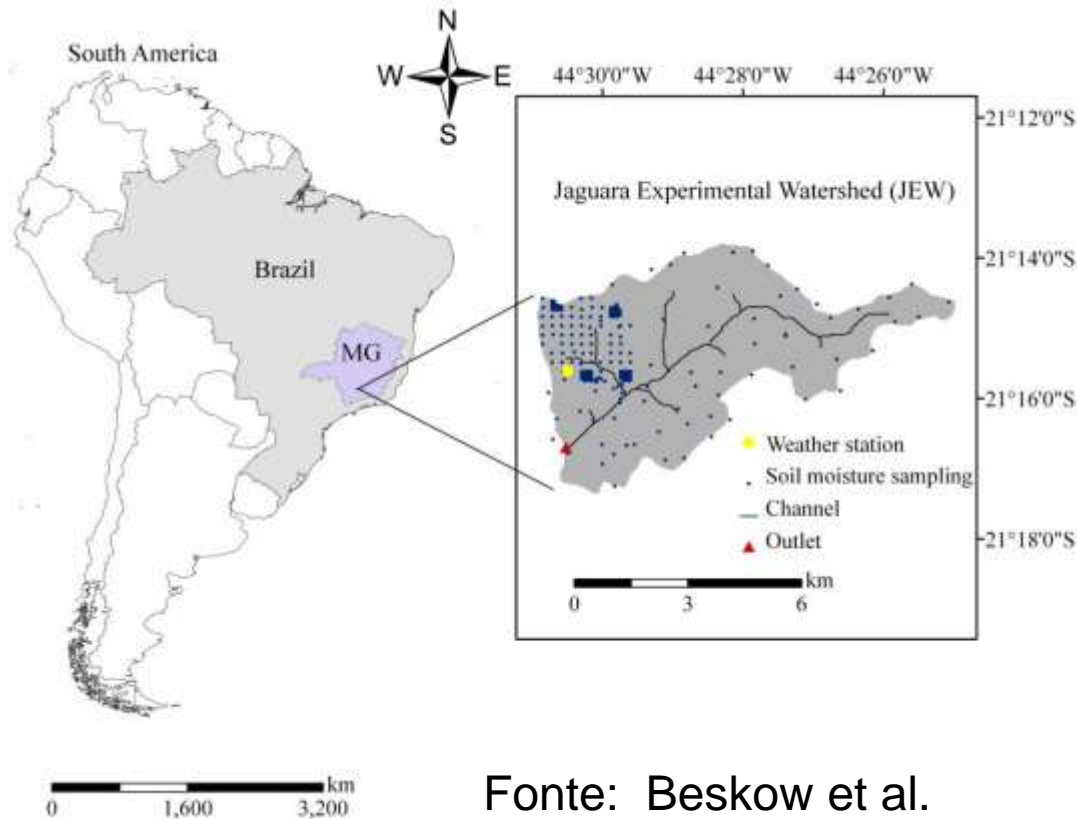 South America
N
W
E
S
Brazil
MG
km
0
1,600
3,200
44°30'0"W
44°28'0"W
44°26'0"W
21°12'0"S
21°14'0"S
21°16'0"S
21°18'0"S
Jaguara Experimental Watershed (JEW)
Weather station
Soil moisture sampling
Channel
Outlet
km
0
3
6
Fonte: Beskow et al.